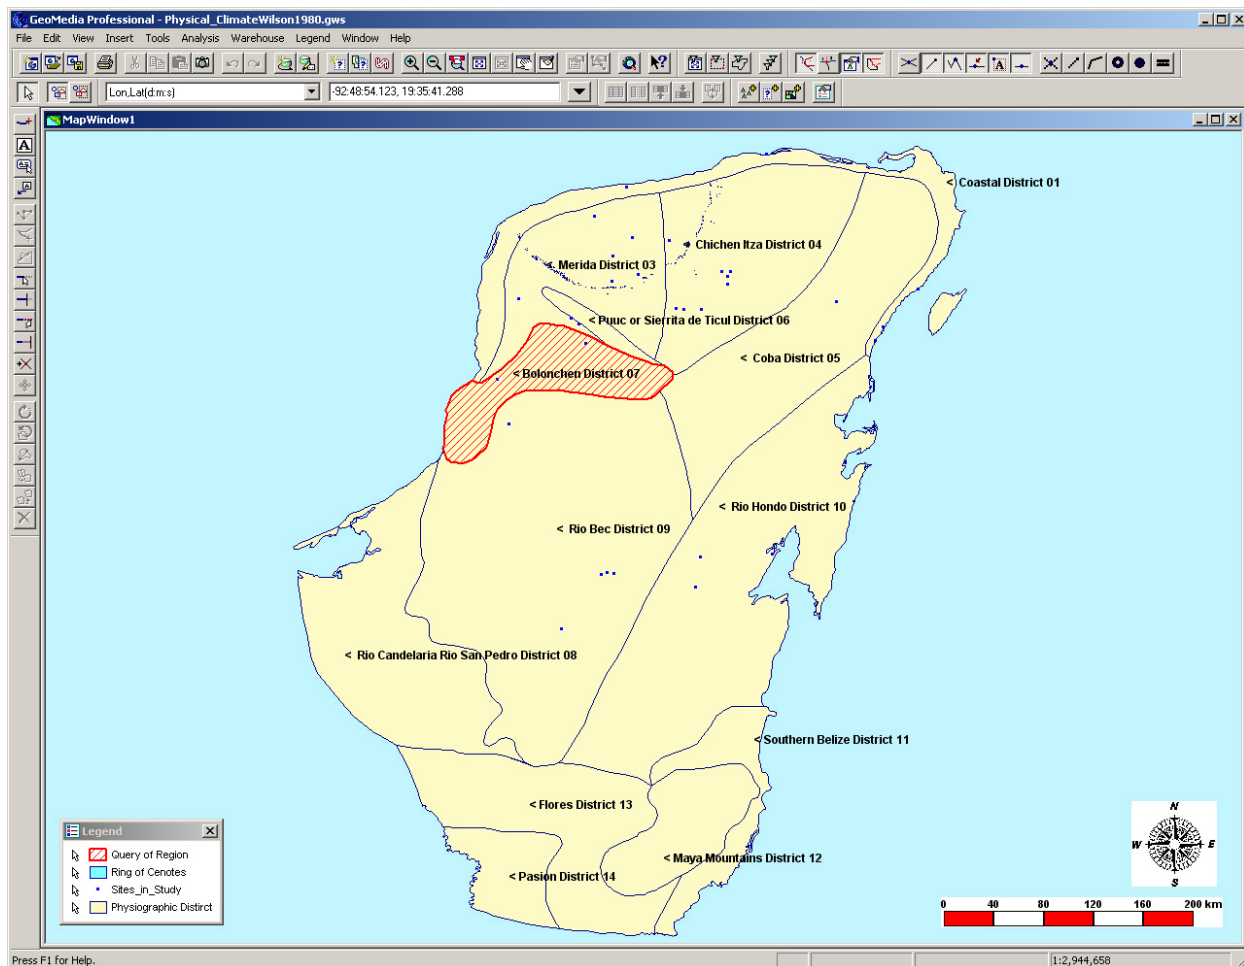 GeoMedia Professional - Physical_ClimateWilson1980.gws
File Edit View Insert Tools Analysis Warehouse Legend Window Help
Lon,Lat(d:m:s) -92:48:54.123, 19:35:41.288
MapWindow1
< Coastal District 01
< Chichen Itza District 04
< Merida District 03
< Puuc or Sierrita de Ticul District 06
< Coba District 05
< Bolonchen District 07
< Rio Hondo District 10
< Rio Bec District 09
< Rio Candelaria Rio San Pedro District 08
< Southern Belize District 11
< Flores District 13
< Maya Mountains District 12
< Pasion District 14
Legend
Query of Region
Ring of Cenotes
Sites_in_Study
Physiographic Distirct
N
W E
S
0 40 80 120 160 200 km
Press F1 for Help. 1:2,944,658